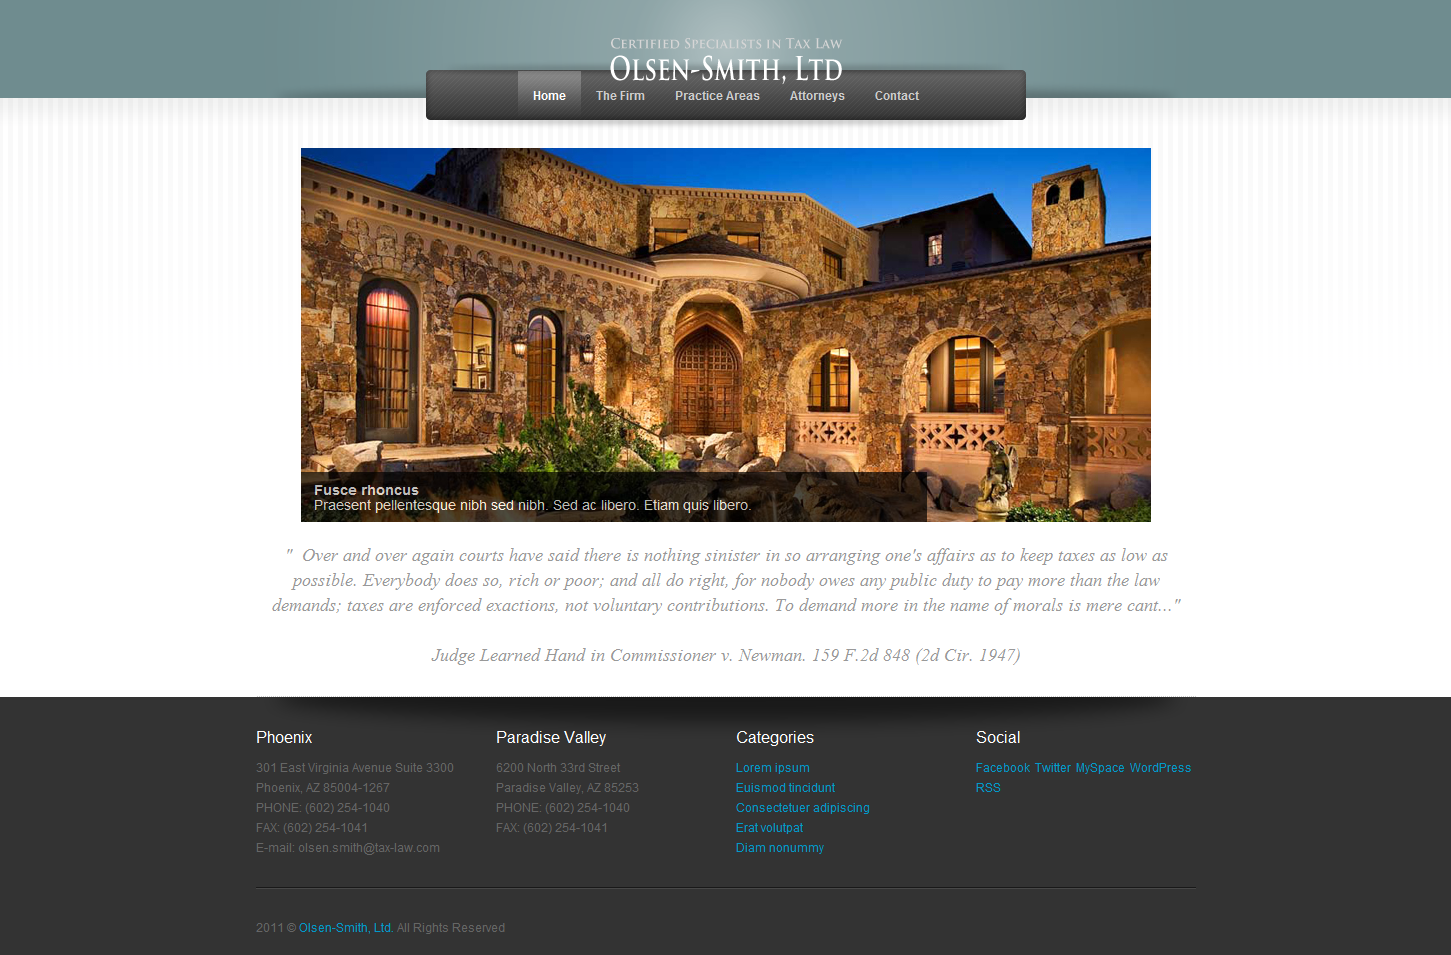 Certified Specialists in Tax Law
Olsen-Smith, Ltd
Home The Firm Practice Areas Attorneys Contact
Fusce rhoncus
Praesent pellentesque nibh sed nibh. Sed ac libero. Etiam quis libero.
" Over and over again courts have said there is nothing sinister in so arranging one's affairs as to keep taxes as low as
possible. Everybody does so, rich or poor; and all do right, for nobody owes any public duty to pay more than the law
demands; taxes are enforced exactions, not voluntary contributions. To demand more in the name of morals is mere cant..."
Judge Learned Hand in Commissioner v. Newman. 159 F.2d 848 (2d Cir. 1947)
Phoenix
301 East Virginia Avenue Suite 3300
Phoenix, AZ 85004-1267
PHONE: (602) 254-1040
FAX: (602) 254-1041
E-mail: olsen.smith@tax-law.com
Paradise Valley
6200 North 33rd Street
Paradise Valley, AZ 85253
PHONE: (602) 254-1040
FAX: (602) 254-1041
Categories
Lorem ipsum
Euismod tincidunt
Consectetuer adipiscing
Erat volutpat
Diam nonummy
Social
Facebook Twitter MySpace WordPress
RSS
2011 © Olsen-Smith, Ltd. All Rights Reserved